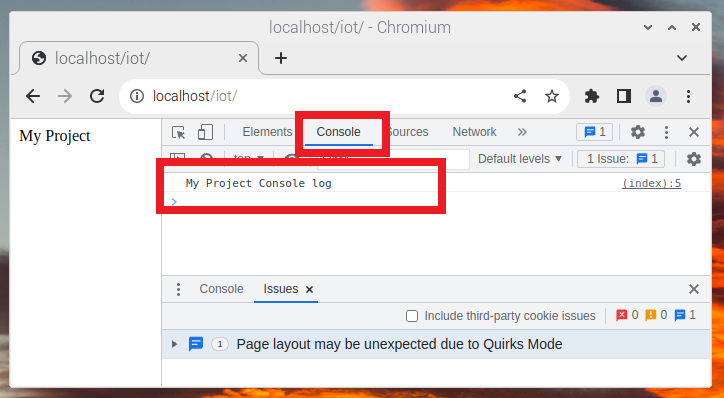 localhost/iot/ - Chromium
localhost/iot/
localhost/iot/
My Project
Elements Console Sources Network » 1
top Default levels 1 Issue: 1
My Project Console log (index):5
>
Console Issues
Include third-party cookie issues 0 0 1
1 Page layout may be unexpected due to Quirks Mode